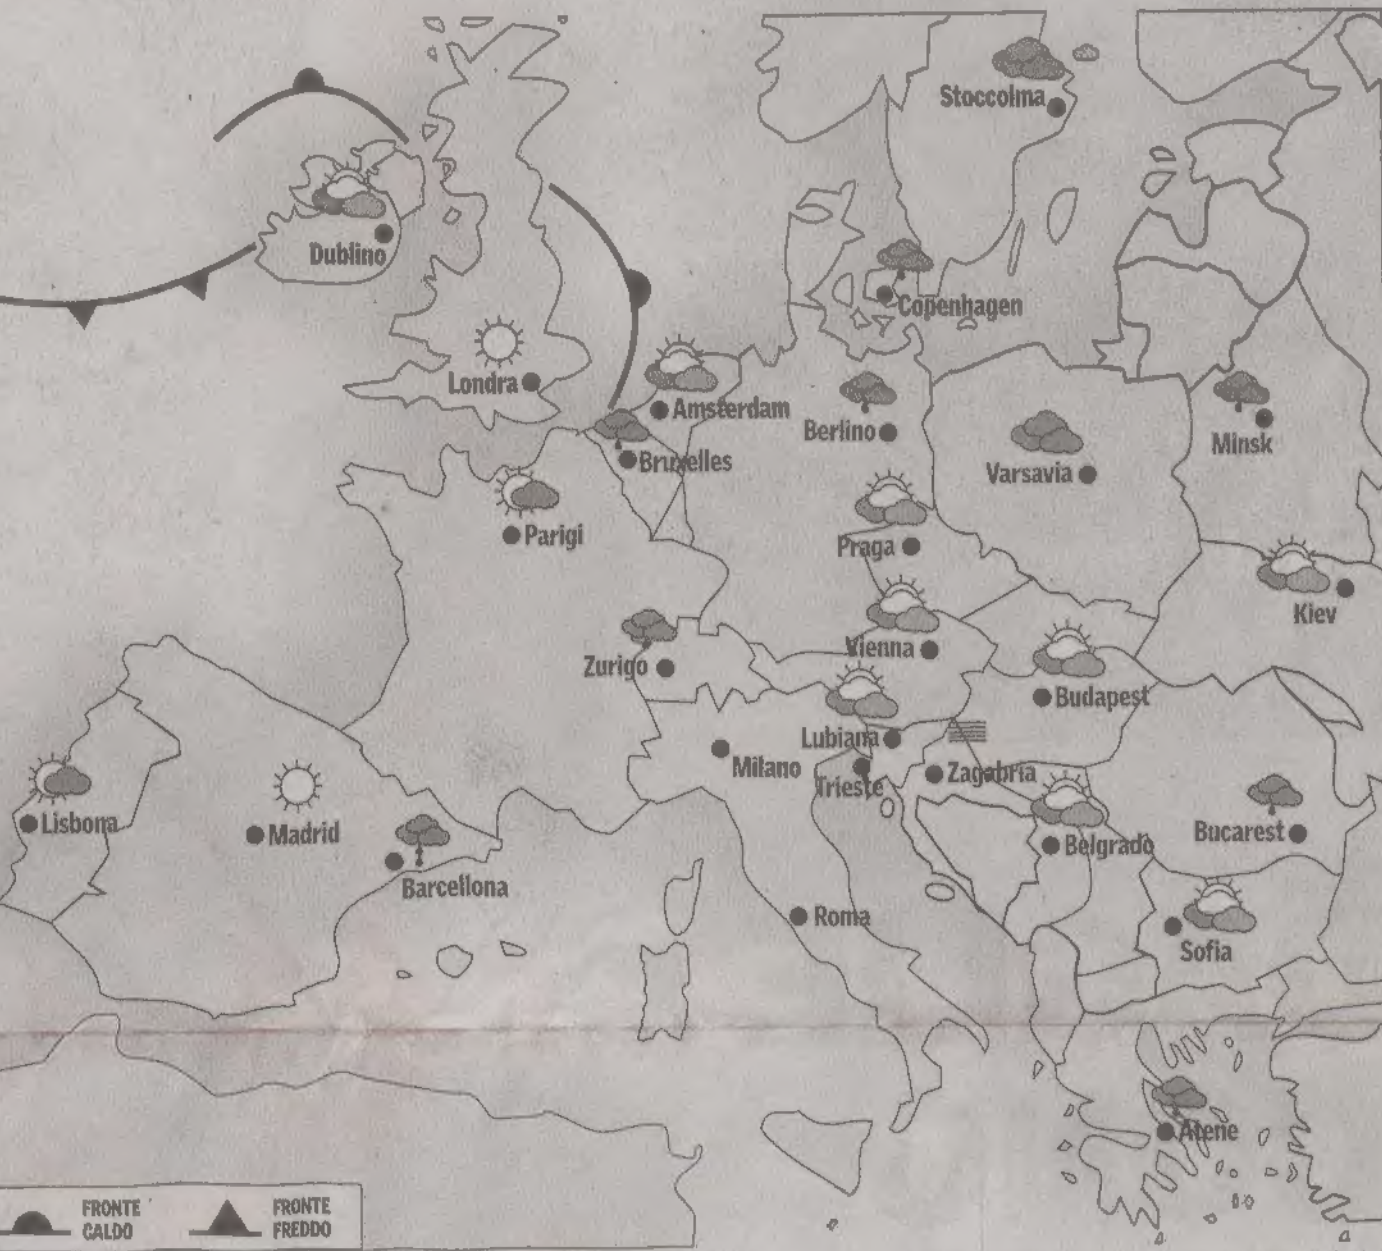 Stoccolma
Dublino
Copenhagen
Londra
Amsterdam
Berlino
Minsk
Bruxelles
Varsavia
Parigi
Praga
Kiev
Vienna
Zurigo
Budapest
Lubiana
Milano
Trieste
Zagabria
Lisbona
Madrid
Belgrado
Bucarest
Barcellona
Roma
Sofia
Atene
FRONTE
CALDO
FRONTE
FREDDO